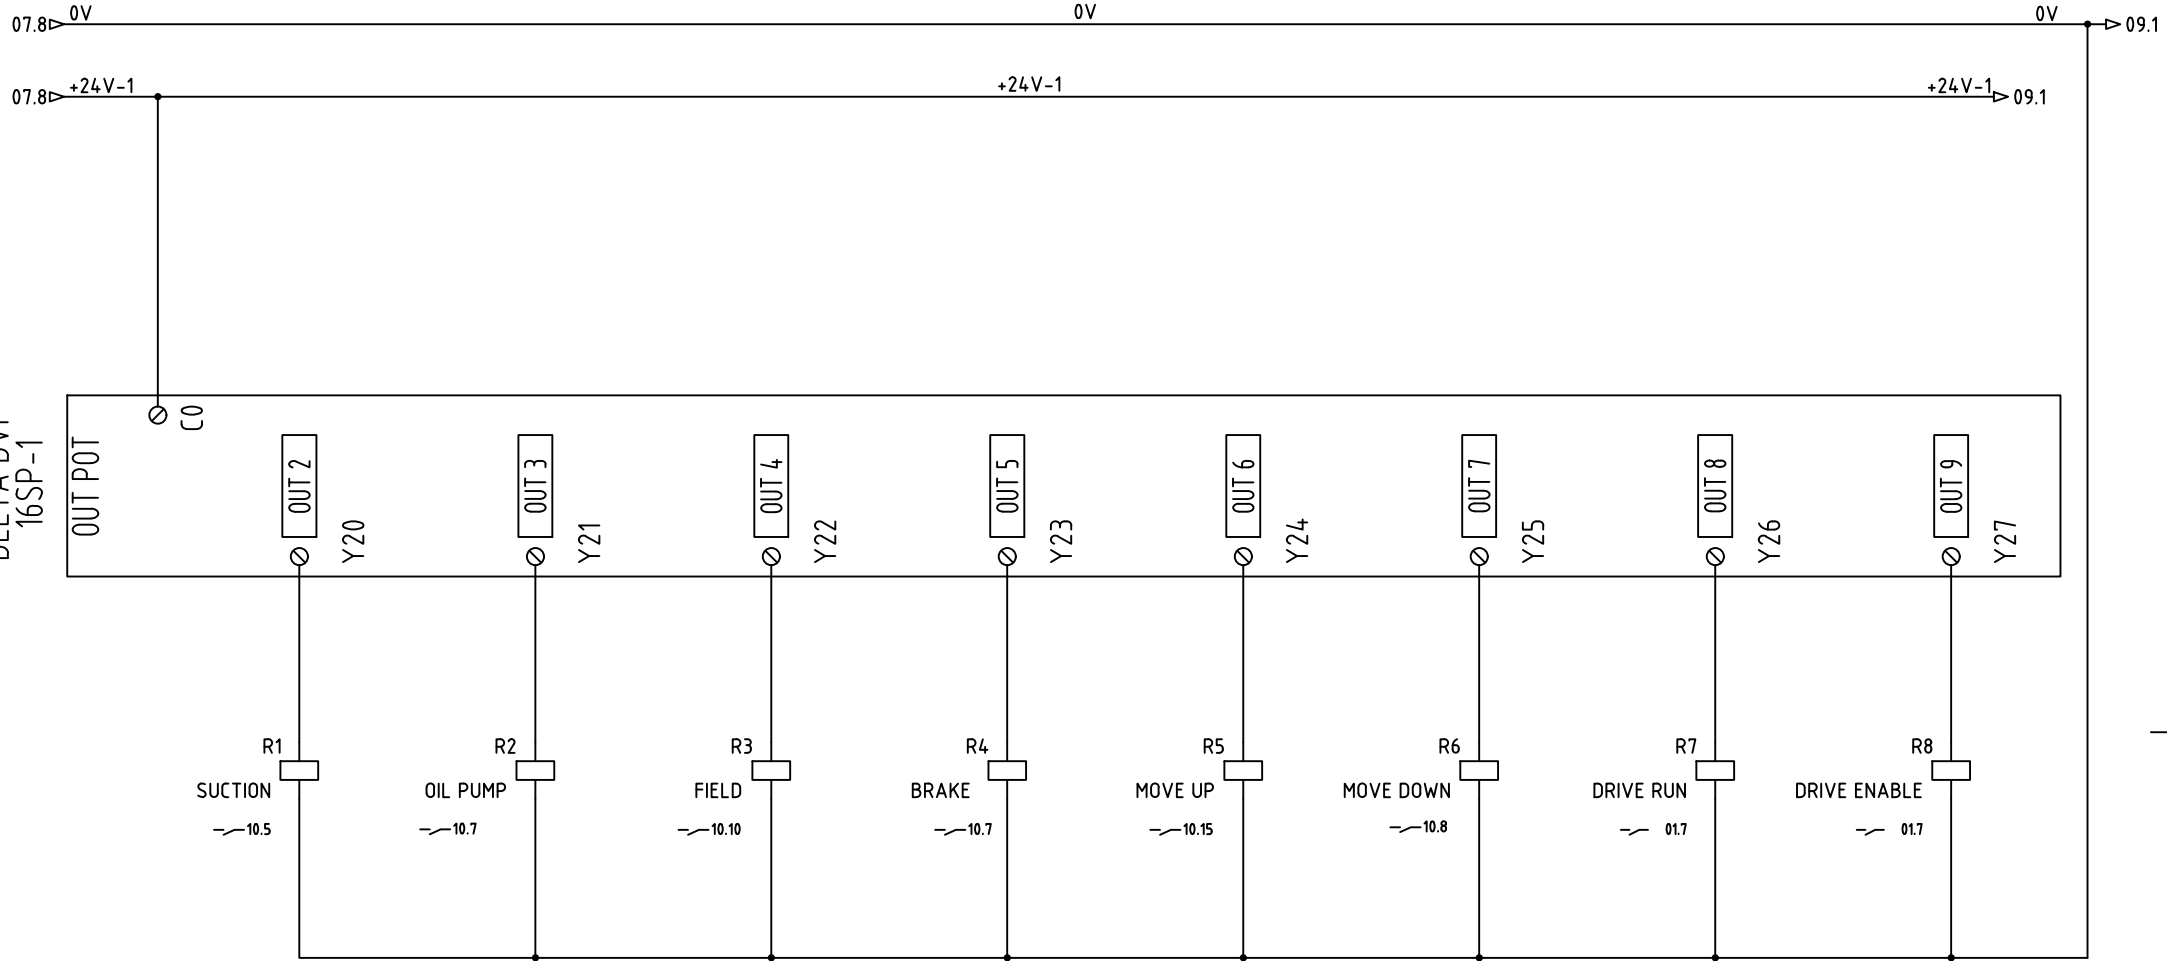 07.8 0V 0V 0V 09.1
07.8 +24V-1 +24V-1 +24V-1 09.1
16SP-1
OUT POT
C0
OUT 2 Y20
OUT 3 Y21
OUT 4 Y22
OUT 5 Y23
OUT 6 Y24
OUT 7 Y25
OUT 8 Y26
OUT 9 Y27
R1 R2 R3 R4 R5 R6 R7 R8
SUCTION OIL PUMP FIELD BRAKE MOVE UP MOVE DOWN DRIVE RUN DRIVE ENABLE
10.5 10.7 10.10 10.7 10.15 10.8 01.7 01.7